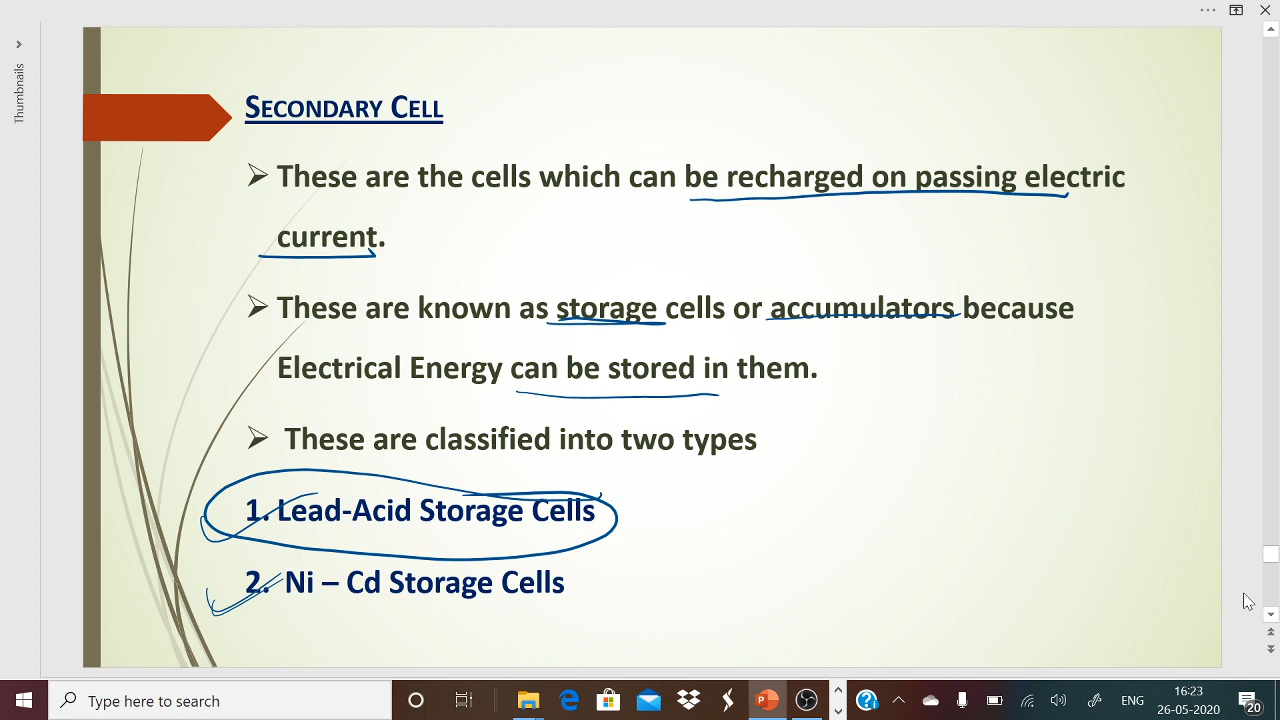 Thumbnails
SECONDARY CELL
➢ These are the cells which can be recharged on passing electric
current.
➢ These are known as storage cells or accumulators because
Electrical Energy can be stored in them.
➢ These are classified into two types
1. Lead-Acid Storage Cells
2. Ni – Cd Storage Cells
Type here to search
ENG
16:23
26-05-2020
20